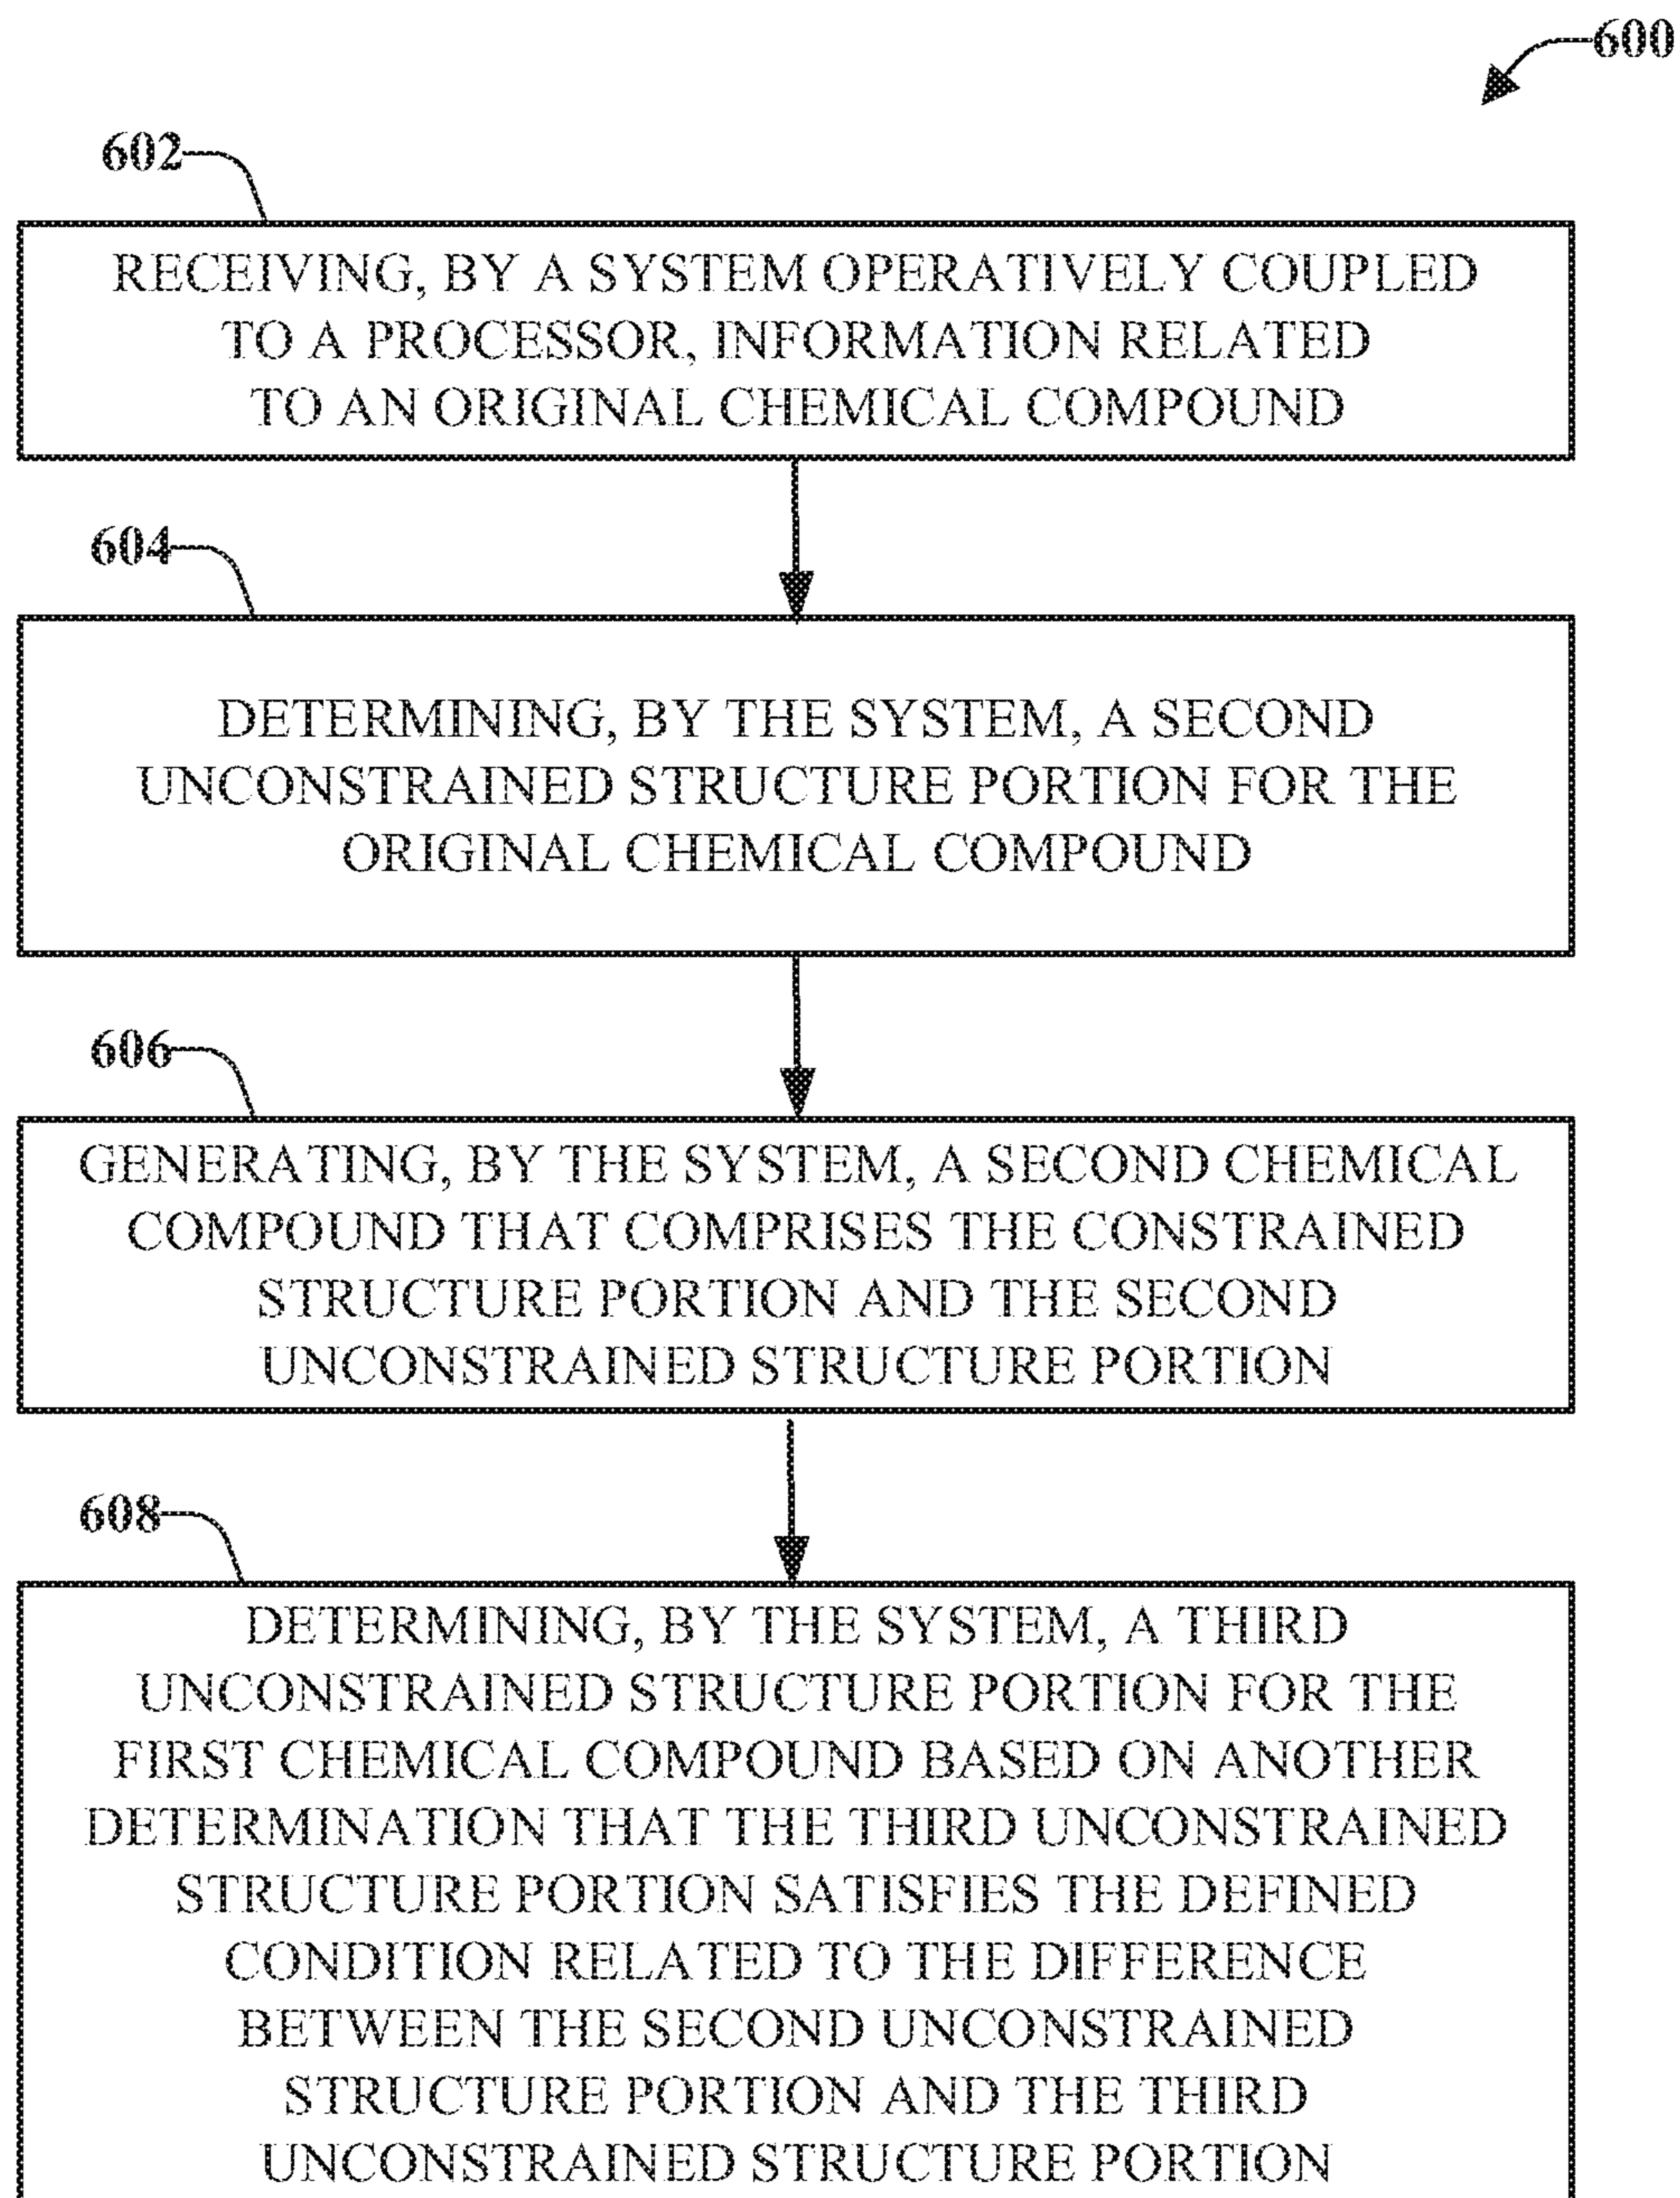 600
602
RECEIVING, BY A SYSTEM OPERATIVELY COUPLED
TO A PROCESSOR, INFORMATION RELATED
TO AN ORIGINAL CHEMICAL COMPOUND
604
DETERMINING, BY THE SYSTEM, A SECOND
UNCONSTRAINED STRUCTURE PORTION FOR THE
ORIGINAL CHEMICAL COMPOUND
606
GENERATING, BY THE SYSTEM, A SECOND CHEMICAL
COMPOUND THAT COMPRISES THE CONSTRAINED
STRUCTURE PORTION AND THE SECOND
UNCONSTRAINED STRUCTURE PORTION
608
DETERMINING, BY THE SYSTEM, A THIRD
UNCONSTRAINED STRUCTURE PORTION FOR THE
FIRST CHEMICAL COMPOUND BASED ON ANOTHER
DETERMINATION THAT THE THIRD UNCONSTRAINED
STRUCTURE PORTION SATISFIES THE DEFINED
CONDITION RELATED TO THE DIFFERENCE
BETWEEN THE SECOND UNCONSTRAINED
STRUCTURE PORTION AND THE THIRD
UNCONSTRAINED STRUCTURE PORTION